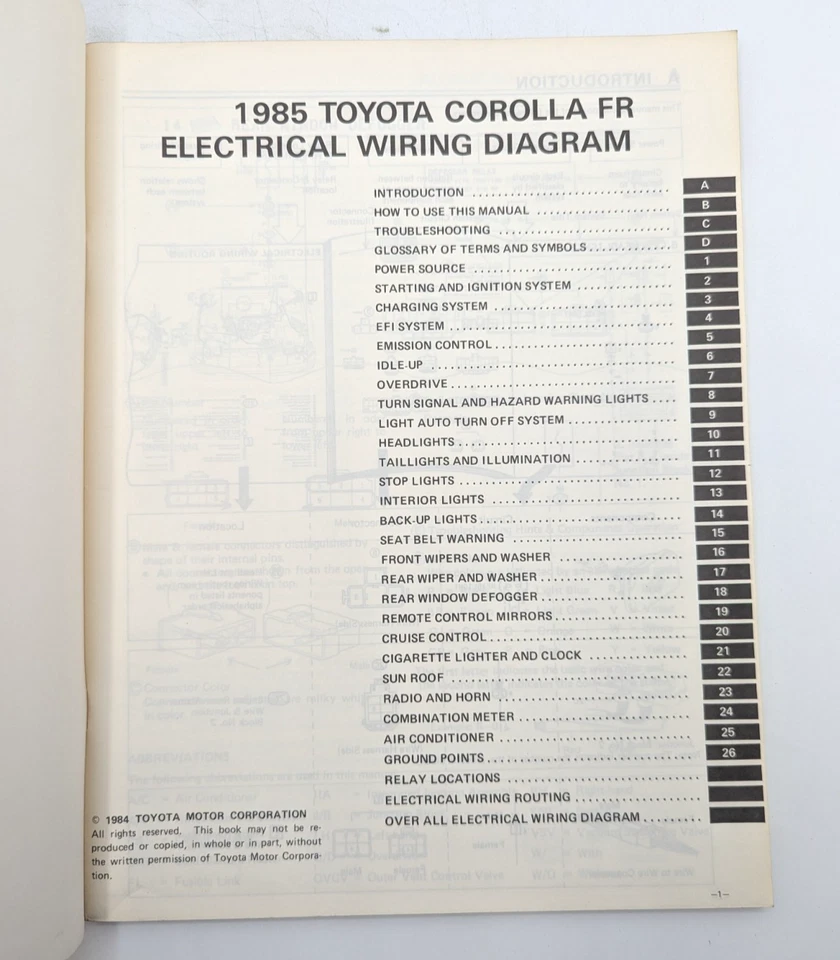 1985 TOYOTA COROLLA FR
ELECTRICAL WIRING DIAGRAM
INTRODUCTION .............................. A
HOW TO USE THIS MANUAL .................... B
TROUBLESHOOTING .......................... C
GLOSSARY OF TERMS AND SYMBOLS ............. D
POWER SOURCE .............................. 1
STARTING AND IGNITION SYSTEM .............. 2
CHARGING SYSTEM ........................... 3
EFI SYSTEM ................................ 4
EMISSION CONTROL .......................... 5
IDLE-UP ................................... 6
OVERDRIVE ................................. 7
TURN SIGNAL AND HAZARD WARNING LIGHTS .... 8
LIGHT AUTO TURN OFF SYSTEM ................ 9
HEADLIGHTS ................................ 10
TAILLIGHTS AND ILLUMINATION ............... 11
STOP LIGHTS ............................... 12
INTERIOR LIGHTS ........................... 13
BACK-UP LIGHTS ............................ 14
SEAT BELT WARNING ......................... 15
FRONT WIPERS AND WASHER ................... 16
REAR WIPER AND WASHER ..................... 17
REAR WINDOW DEFOGGER ...................... 18
REMOTE CONTROL MIRRORS .................... 19
CRUISE CONTROL ............................ 20
CIGARETTE LIGHTER AND CLOCK ............... 21
SUN ROOF .................................. 22
RADIO AND HORN ............................ 23
COMBINATION METER ......................... 24
AIR CONDITIONER ........................... 25
GROUND POINTS ............................. 26
RELAY LOCATIONS ...........................
ELECTRICAL WIRING ROUTING .................
OVER ALL ELECTRICAL WIRING DIAGRAM .........
© 1984 TOYOTA MOTOR CORPORATION
All rights reserved. This book may not be re-
produced or copied, in whole or in part, without
the written permission of Toyota Motor Corpora-
tion.
—1—